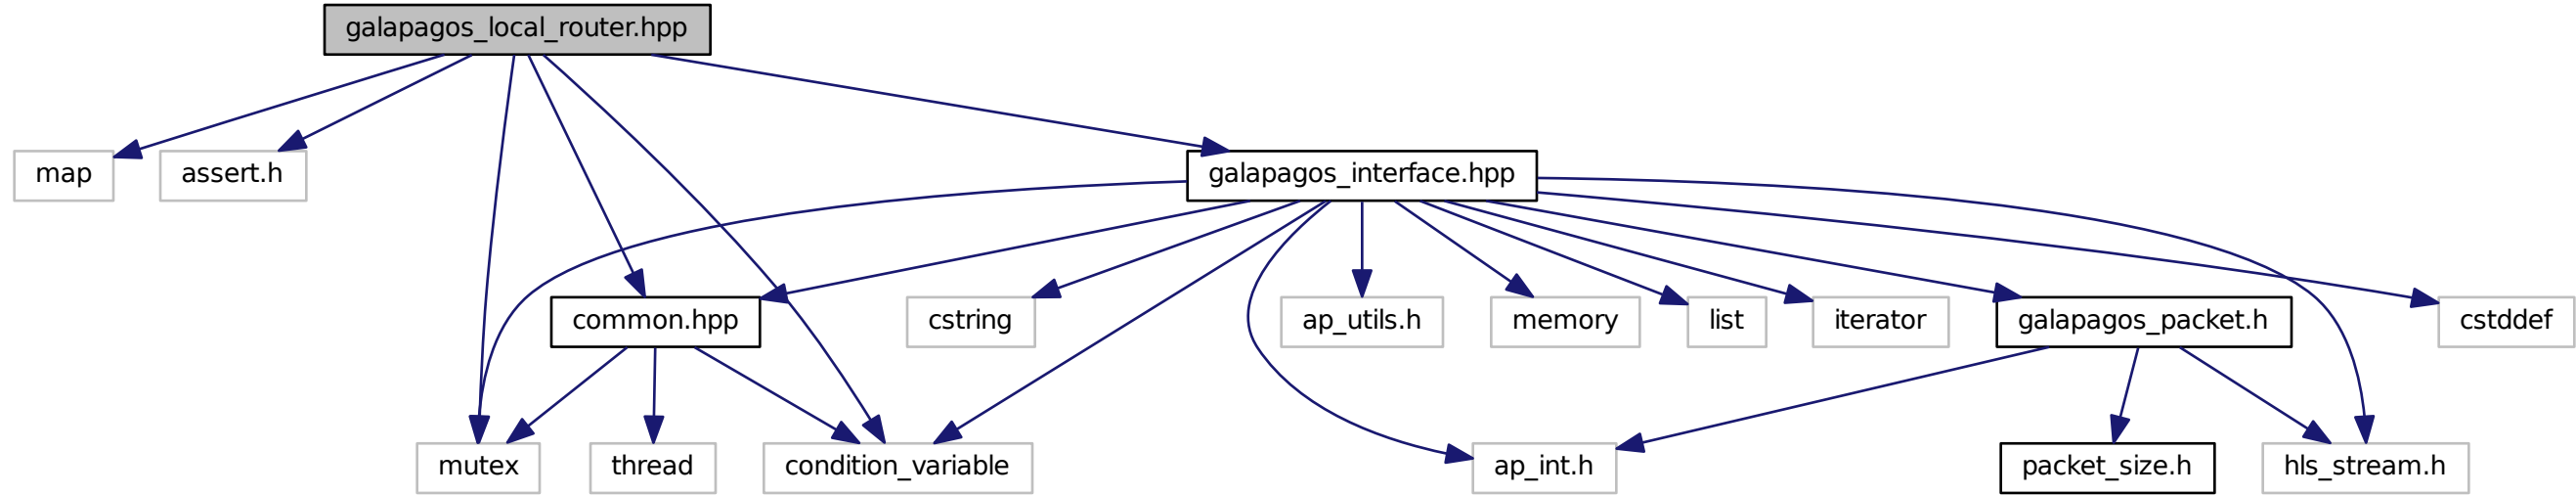 galapagos_local_router.hpp
map
assert.h
galapagos_interface.hpp
common.hpp
cstring
ap_utils.h
memory
list
iterator
galapagos_packet.h
cstddef
mutex
thread
condition_variable
ap_int.h
packet_size.h
hls_stream.h